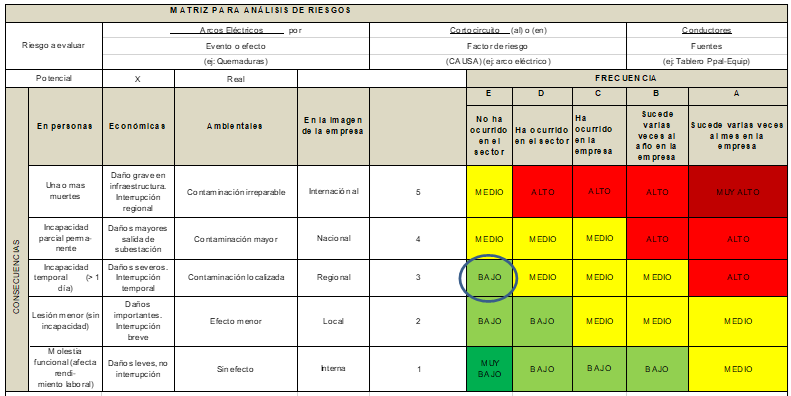 MATRIZ PARA ANÁLISIS DE RIESGOS
Riesgo a evaluar
Arcos Eléctricos por
Evento o efecto
(ej: Quemaduras)
Cortocircuito (al) o (en)
Factor de riesgo
(CAUSA) (ej: arco eléctrico)
Conductores
Fuentes
(ej: Tablero Ppal-Equip)
Potencial X Real
FRECUENCIA
CONSECUENCIAS
En personas
Económicas
Ambientales
En la imagen
de la empresa
E D C B A
No ha
ocurrido
en el
sector
Ha ocurrido
en el sector
Ha
ocurrido
en la
empresa
Sucede
varias
veces al
año en la
empresa
Sucede varias veces
al mes en la
empresa
Una o mas
muertes
Daño grave en
infraestructura.
Interrupción
regional
Contaminación irreparable
Internacional
5
MEDIO ALTO ALTO ALTO MUY ALTO
Incapacidad
parcial perma-
nente
Daños mayores
salida de
subestación
Contaminación mayor
Nacional
4
MEDIO MEDIO MEDIO ALTO ALTO
Incapacidad
temporal (> 1
día)
Daños severos.
Interrupción
temporal
Contaminación localizada
Regional
3
BAJO MEDIO MEDIO MEDIO ALTO
Lesión menor (sin
incapacidad)
Daños
importantes.
Interrupción
breve
Efecto menor
Local
2
BAJO BAJO MEDIO MEDIO MEDIO
Molestia
funcional (afecta
rendi-
miento laboral)
Daños leves, no
interrupción
Sin efecto
Interna
1
MUY
BAJO
BAJO BAJO BAJO MEDIO